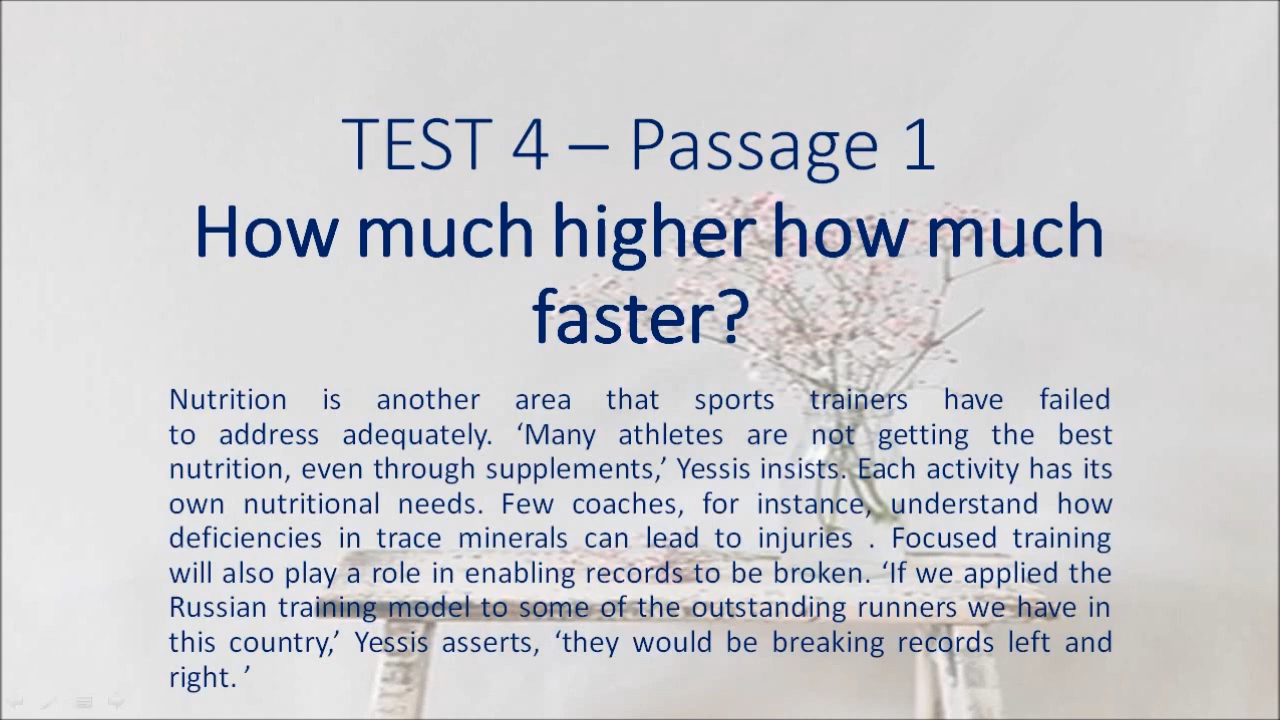 TEST 4 – Passage 1
How much higher how much
faster?
Nutrition is another area that sports trainers have failed
to address adequately. ‘Many athletes are not getting the best
nutrition, even through supplements,’ Yessis insists. Each activity has its
own nutritional needs. Few coaches, for instance, understand how
deficiencies in trace minerals can lead to injuries . Focused training
will also play a role in enabling records to be broken. ‘If we applied the
Russian training model to some of the outstanding runners we have in
this country,’ Yessis asserts, ‘they would be breaking records left and
right. ’